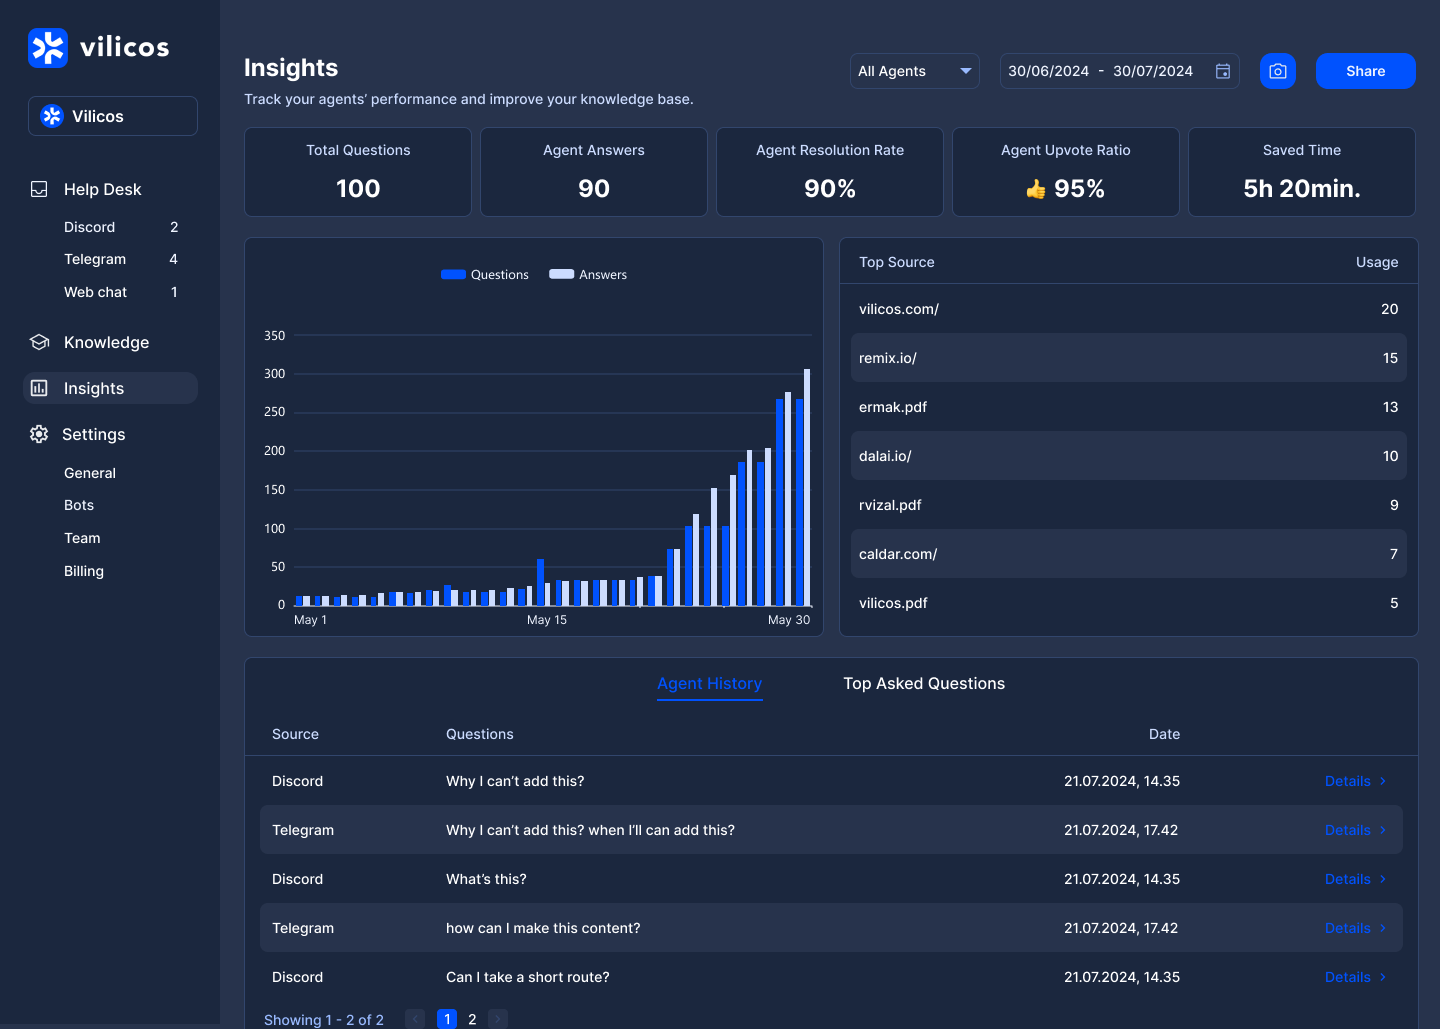 vilicos
Vilicos
Help Desk
Discord 2
Telegram 4
Web chat 1
Knowledge
Insights
Settings
General
Bots
Team
Billing
Insights
Track your agents’ performance and improve your knowledge base.
All Agents
30/06/2024 - 30/07/2024
Share
Total Questions
100
Agent Answers
90
Agent Resolution Rate
90%
Agent Upvote Ratio
👍 95%
Saved Time
5h 20min.
Questions Answers
350
300
250
200
150
100
50
0
May 1 May 15 May 30
Top Source Usage
vilicos.com/ 20
remix.io/ 15
ermak.pdf 13
dalai.io/ 10
rvizal.pdf 9
caldar.com/ 7
vilicos.pdf 5
Agent History Top Asked Questions
Source Questions Date
Discord Why I can’t add this? 21.07.2024, 14.35 Details >
Telegram Why I can’t add this? when I’ll can add this? 21.07.2024, 17.42 Details >
Discord What’s this? 21.07.2024, 14.35 Details >
Telegram how can I make this content? 21.07.2024, 17.42 Details >
Discord Can I take a short route? 21.07.2024, 14.35 Details >
Showing 1 - 2 of 2 < 1 2 >